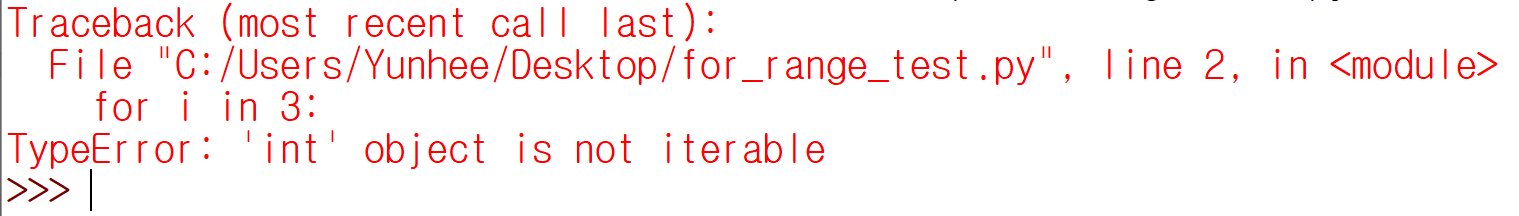 Traceback (most recent call last):
  File "C:/Users/Yunhee/Desktop/for_range_test.py", line 2, in <module>
    for i in 3:
TypeError: 'int' object is not iterable
>>>